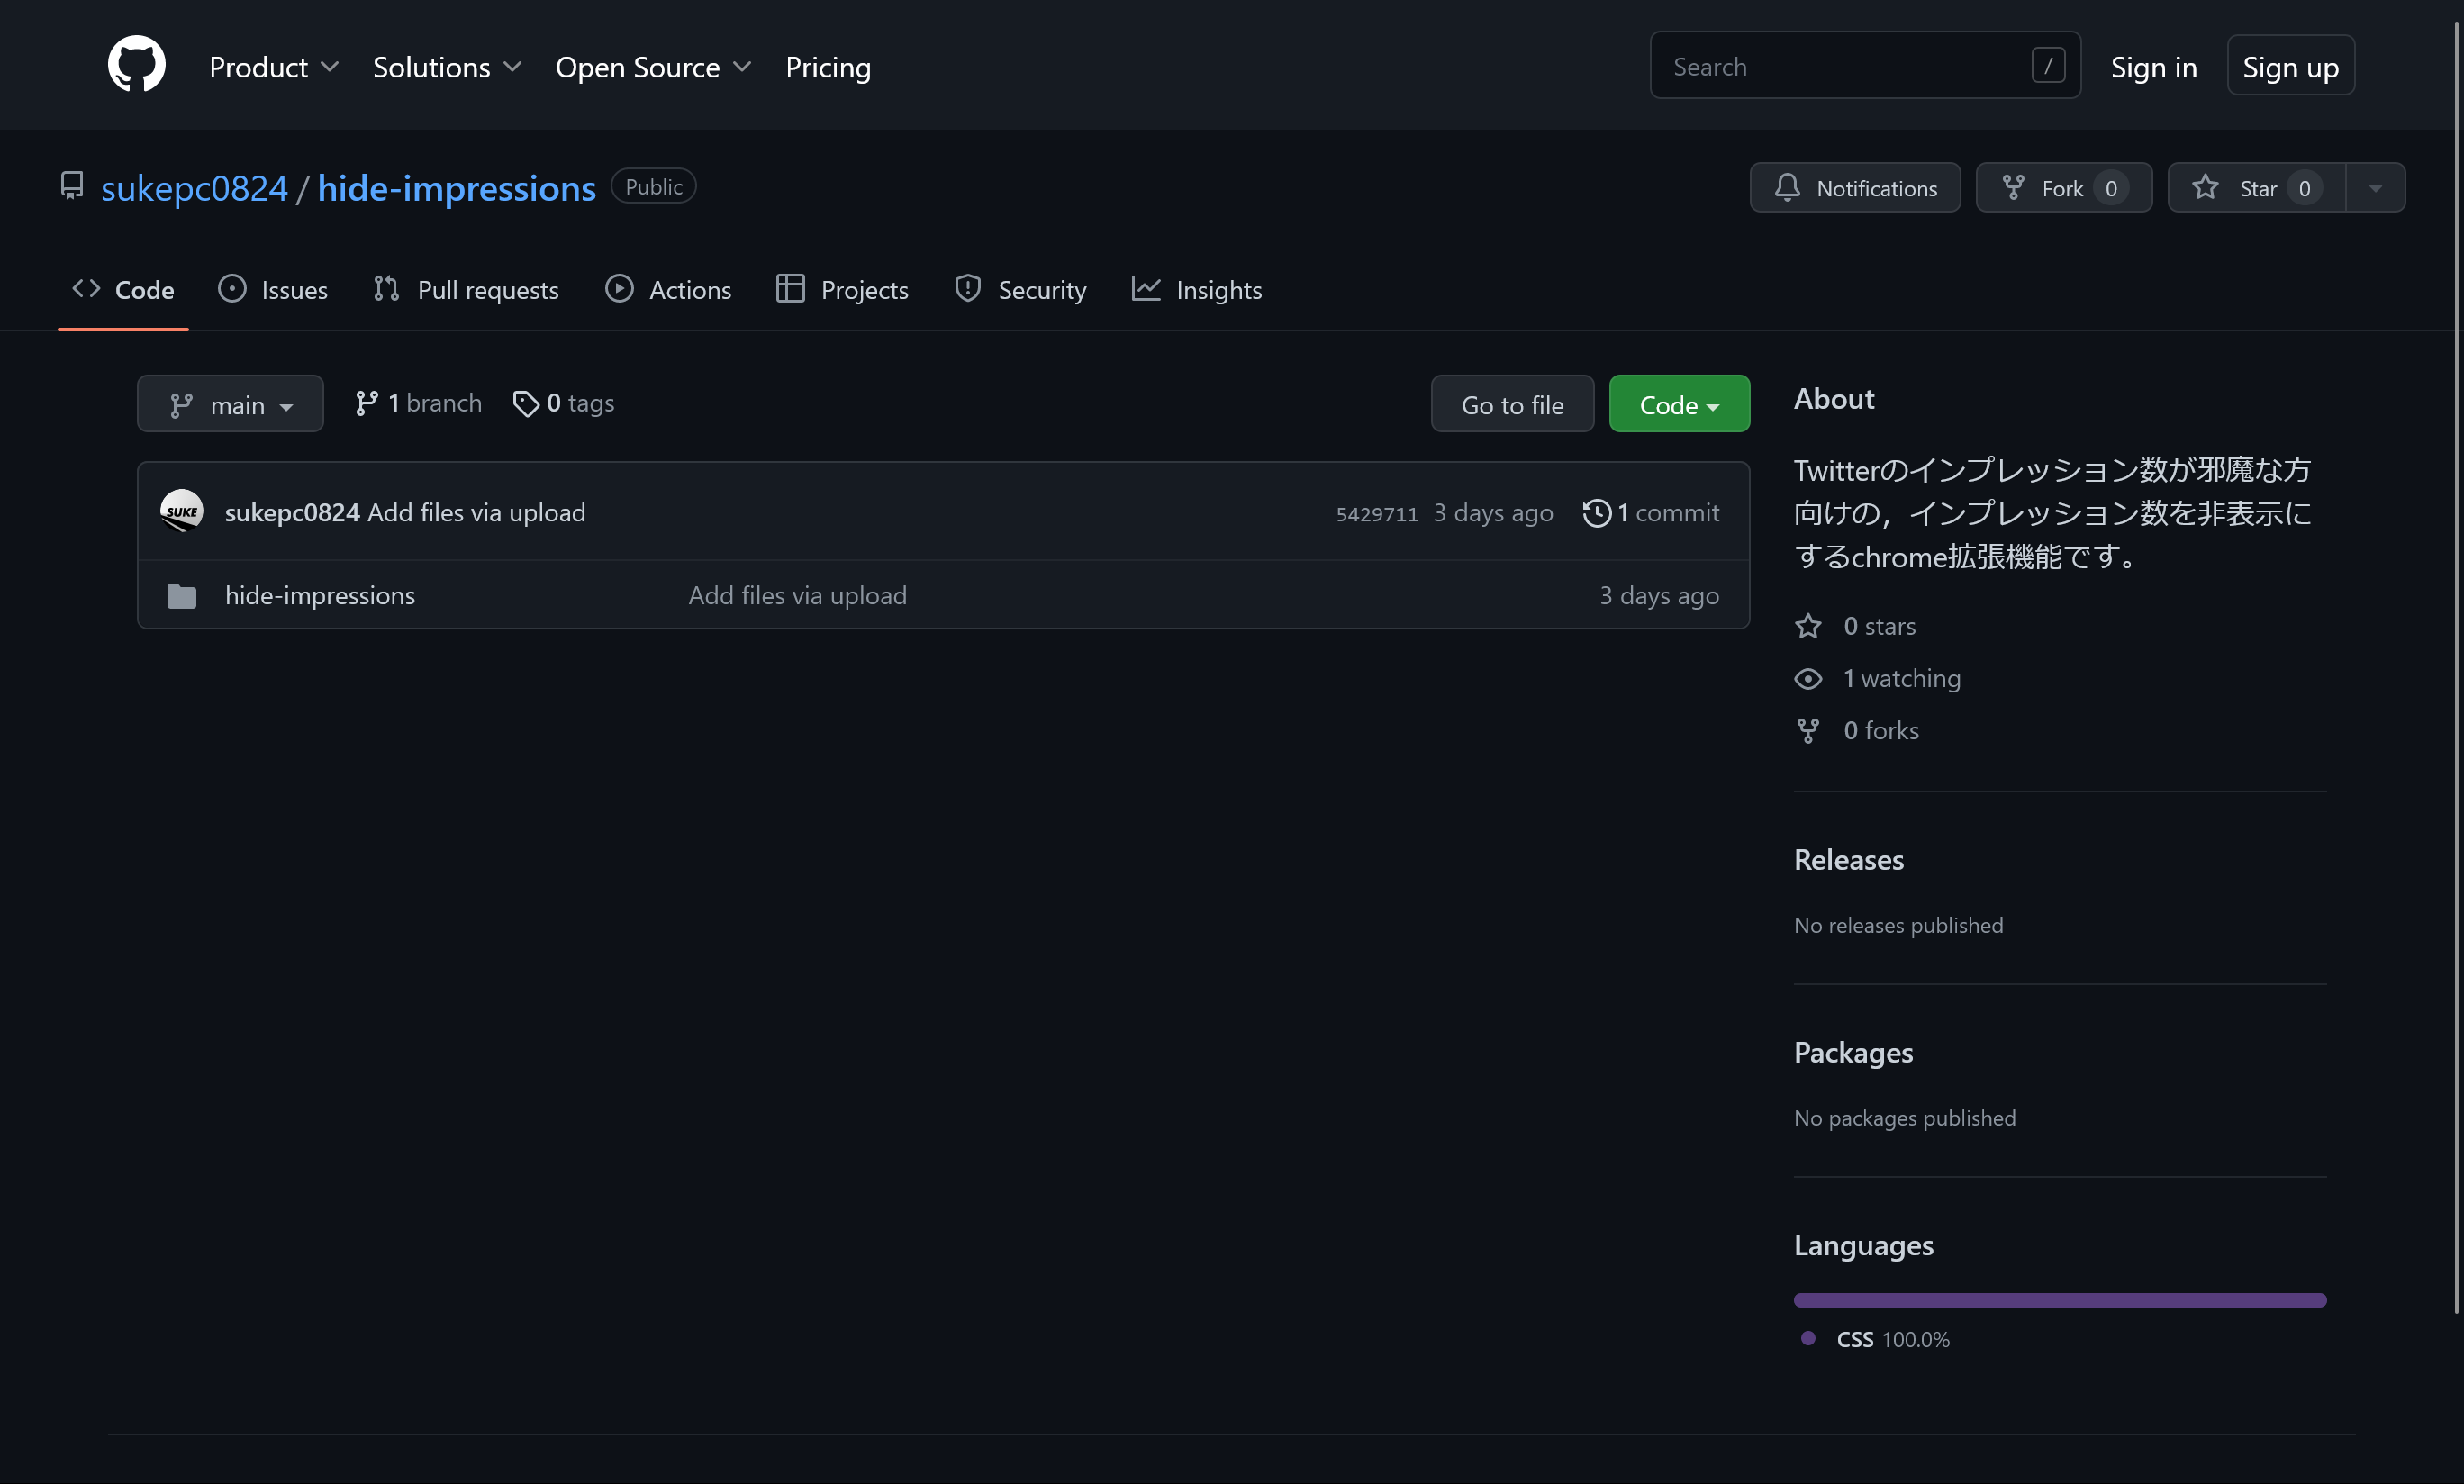 Product Solutions Open Source Pricing Search / Sign in Sign up
sukepc0824 / hide-impressions Public Notifications Fork 0 Star 0
Code Issues Pull requests Actions Projects Security Insights
main 1 branch 0 tags Go to file Code
SUKE sukepc0824 Add files via upload 5429711 3 days ago 1 commit
hide-impressions Add files via upload 3 days ago
About
Twitterのインプレッション数が邪魔な方
向けの，インプレッション数を非表示に
するchrome拡張機能です。
0 stars
1 watching
0 forks
Releases
No releases published
Packages
No packages published
Languages
CSS 100.0%